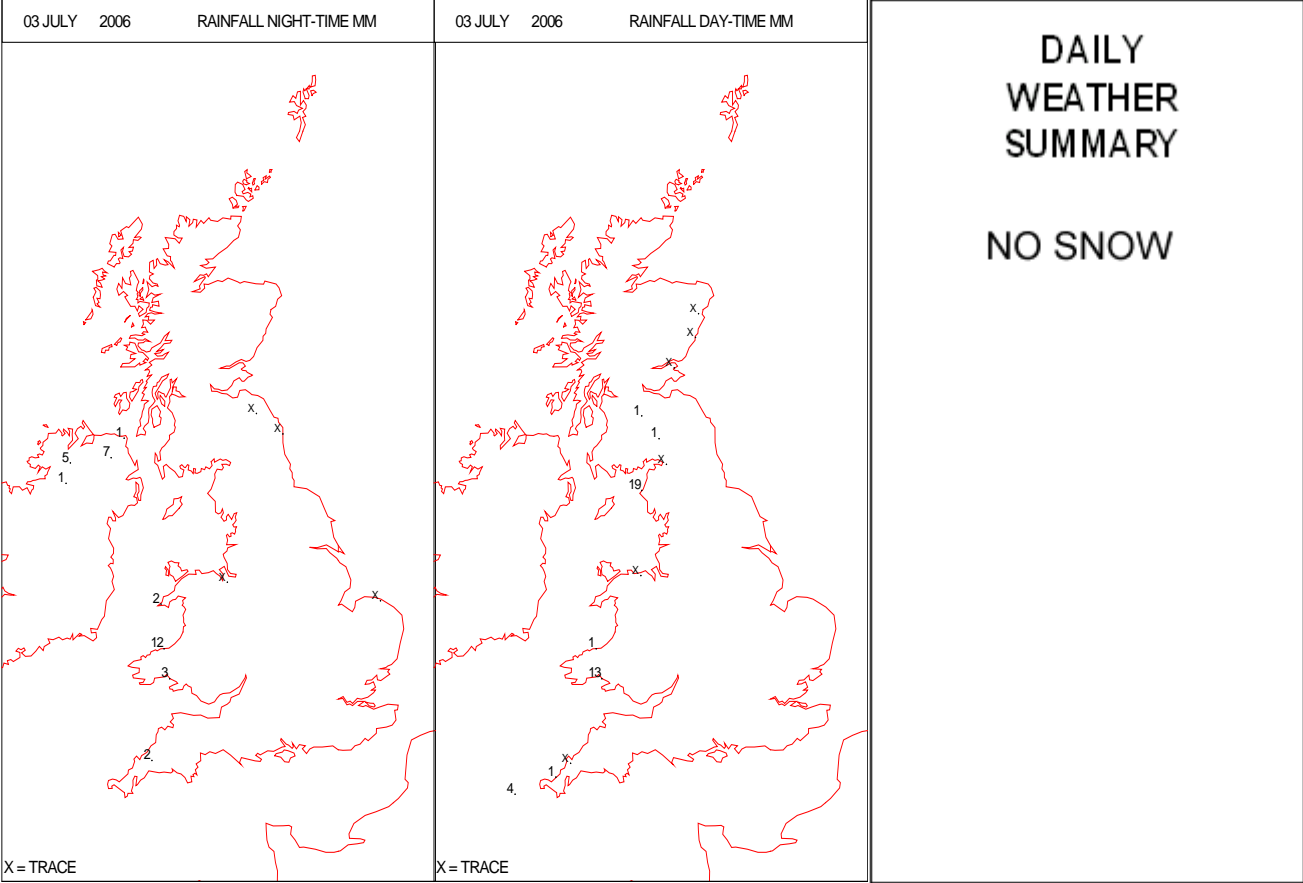 03 JULY 2006 RAINFALL NIGHT-TIME MM
X.
X.
1.
7.
5.
1.
X.
2.
X.
12
3
2.
X = TRACE
03 JULY 2006 RAINFALL DAY-TIME MM
X.
X.
X
1.
1.
X.
19
X.
1
13
X.
1.
4.
X = TRACE
DAILY
WEATHER
SUMMARY
NO SNOW